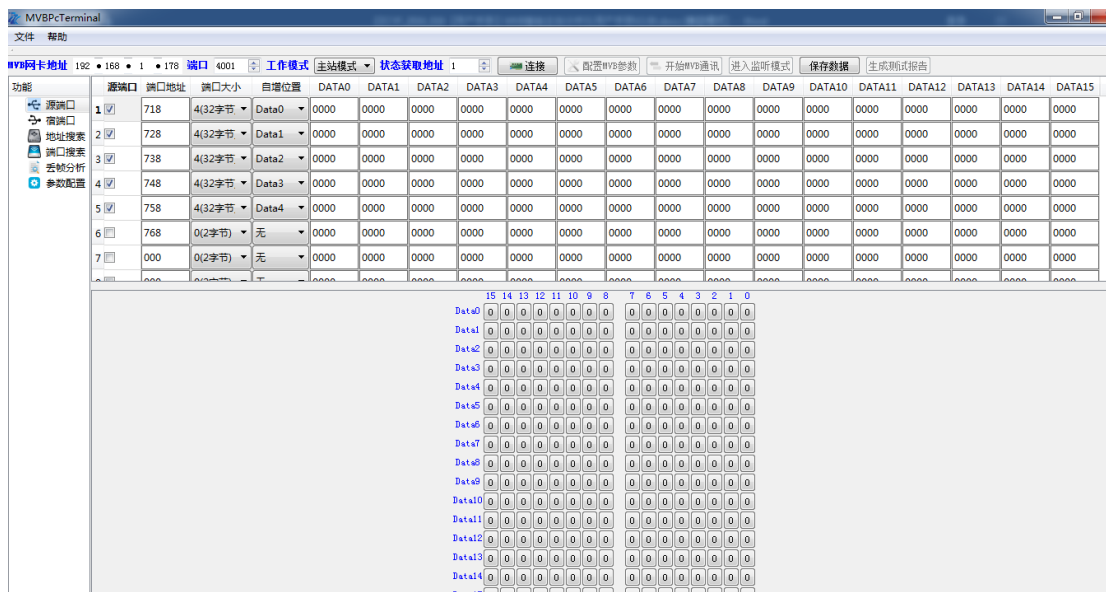 MVBPcTerminal
文件 帮助
MVB网卡地址 192 • 168 • 1 • 178 端口 4001 工作模式 主站模式 状态获取地址 1 连接 配置MVB参数 开始MVB通讯 进入监听模式 保存数据 生成测试报告
功能
源端口
宿端口
地址搜索
端口搜索
丢帧分析
参数配置
源端口 端口地址 端口大小 自增位置 DATA0 DATA1 DATA2 DATA3 DATA4 DATA5 DATA6 DATA7 DATA8 DATA9 DATA10 DATA11 DATA12 DATA13 DATA14 DATA15
1 718 4(32字节 Data0 0000 0000 0000 0000 0000 0000 0000 0000 0000 0000 0000 0000 0000 0000 0000 0000
2 728 4(32字节 Data1 0000 0000 0000 0000 0000 0000 0000 0000 0000 0000 0000 0000 0000 0000 0000 0000
3 738 4(32字节 Data2 0000 0000 0000 0000 0000 0000 0000 0000 0000 0000 0000 0000 0000 0000 0000 0000
4 748 4(32字节 Data3 0000 0000 0000 0000 0000 0000 0000 0000 0000 0000 0000 0000 0000 0000 0000 0000
5 758 4(32字节 Data4 0000 0000 0000 0000 0000 0000 0000 0000 0000 0000 0000 0000 0000 0000 0000 0000
6 768 0(2字节) 无 0000 0000 0000 0000 0000 0000 0000 0000 0000 0000 0000 0000 0000 0000 0000 0000
7 000 0(2字节) 无 0000 0000 0000 0000 0000 0000 0000 0000 0000 0000 0000 0000 0000 0000 0000 0000
15 14 13 12 11 10 9 8 7 6 5 4 3 2 1 0
Data0 0 0 0 0 0 0 0 0 0 0 0 0 0 0 0 0
Data1 0 0 0 0 0 0 0 0 0 0 0 0 0 0 0 0
Data2 0 0 0 0 0 0 0 0 0 0 0 0 0 0 0 0
Data3 0 0 0 0 0 0 0 0 0 0 0 0 0 0 0 0
Data4 0 0 0 0 0 0 0 0 0 0 0 0 0 0 0 0
Data5 0 0 0 0 0 0 0 0 0 0 0 0 0 0 0 0
Data6 0 0 0 0 0 0 0 0 0 0 0 0 0 0 0 0
Data7 0 0 0 0 0 0 0 0 0 0 0 0 0 0 0 0
Data8 0 0 0 0 0 0 0 0 0 0 0 0 0 0 0 0
Data9 0 0 0 0 0 0 0 0 0 0 0 0 0 0 0 0
Data10 0 0 0 0 0 0 0 0 0 0 0 0 0 0 0 0
Data11 0 0 0 0 0 0 0 0 0 0 0 0 0 0 0 0
Data12 0 0 0 0 0 0 0 0 0 0 0 0 0 0 0 0
Data13 0 0 0 0 0 0 0 0 0 0 0 0 0 0 0 0
Data14 0 0 0 0 0 0 0 0 0 0 0 0 0 0 0 0